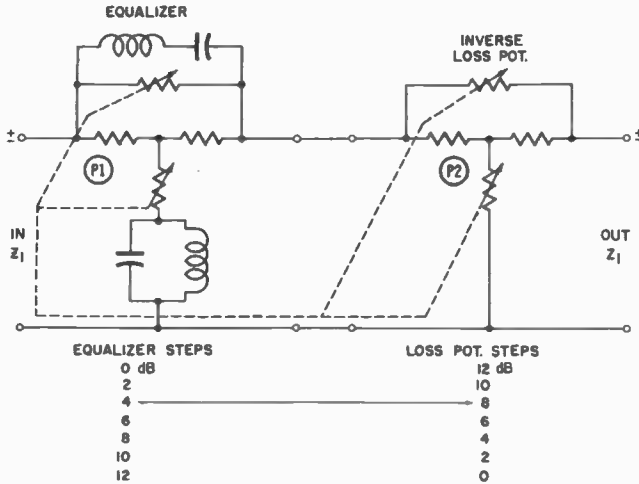 EQUALIZER
INVERSE
LOSS POT.
±
±
P1
P2
IN
Z1
OUT
Z1
EQUALIZER STEPS
LOSS POT. STEPS
0 dB
12 dB
2
10
4
8
6
6
8
4
10
2
12
0